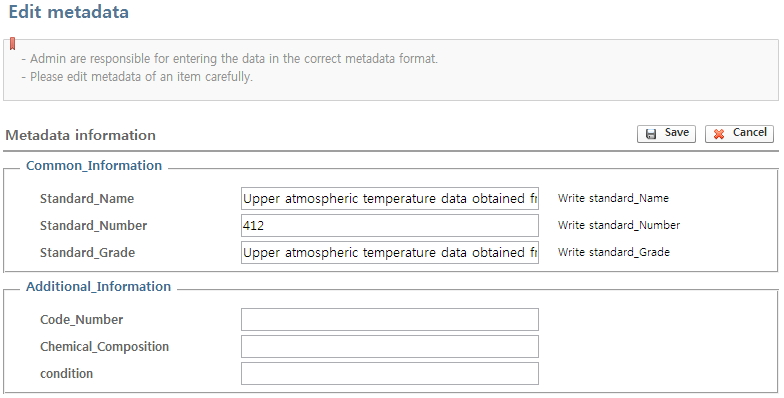 Edit metadata
- Admin are responsible for entering the data in the correct metadata format.
- Please edit metadata of an item carefully.
Metadata information
Save
Cancel
Common_Information
Standard_Name Upper atmospheric temperature data obtained fr Write standard_Name
Standard_Number 412 Write standard_Number
Standard_Grade Upper atmospheric temperature data obtained fr Write standard_Grade
Additional_Information
Code_Number
Chemical_Composition
condition